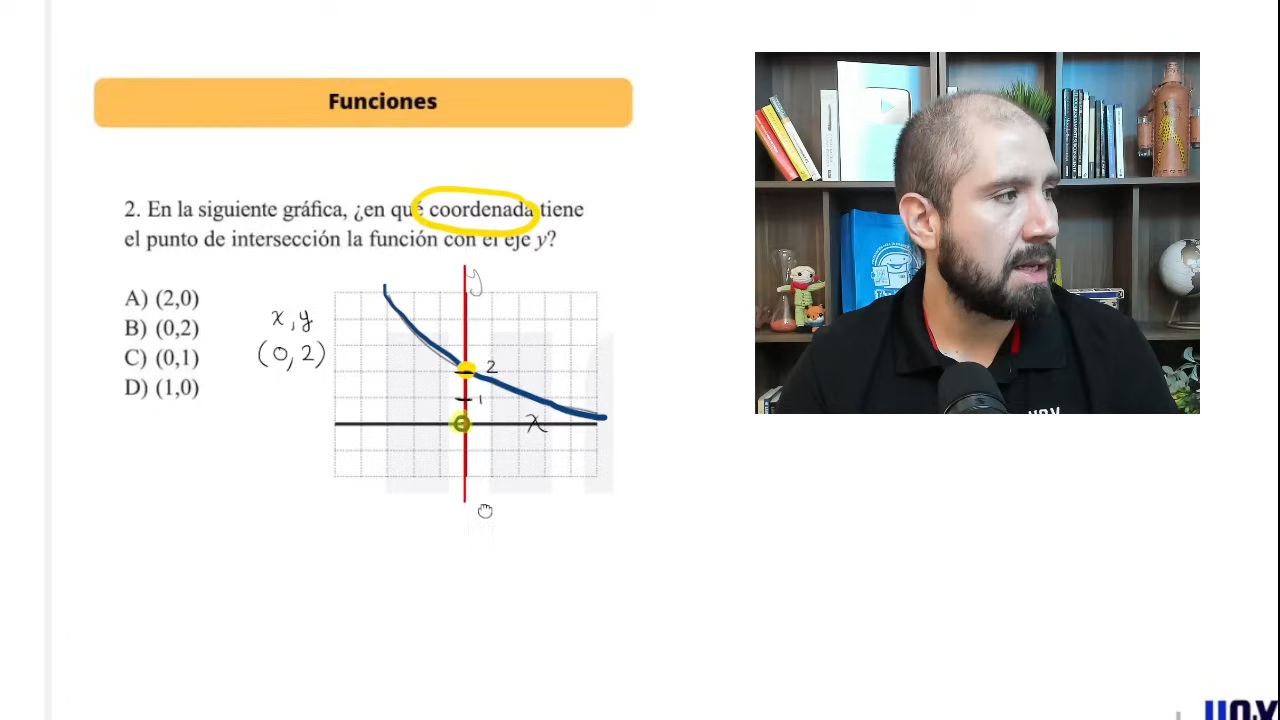 Funciones
2. En la siguiente gráfica, ¿en qué coordenada tiene
el punto de intersección la función con el eje y?
A) (2,0)
B) (0,2)
C) (0,1)
D) (1,0)
x, y
(0, 2)
y
2
1
x